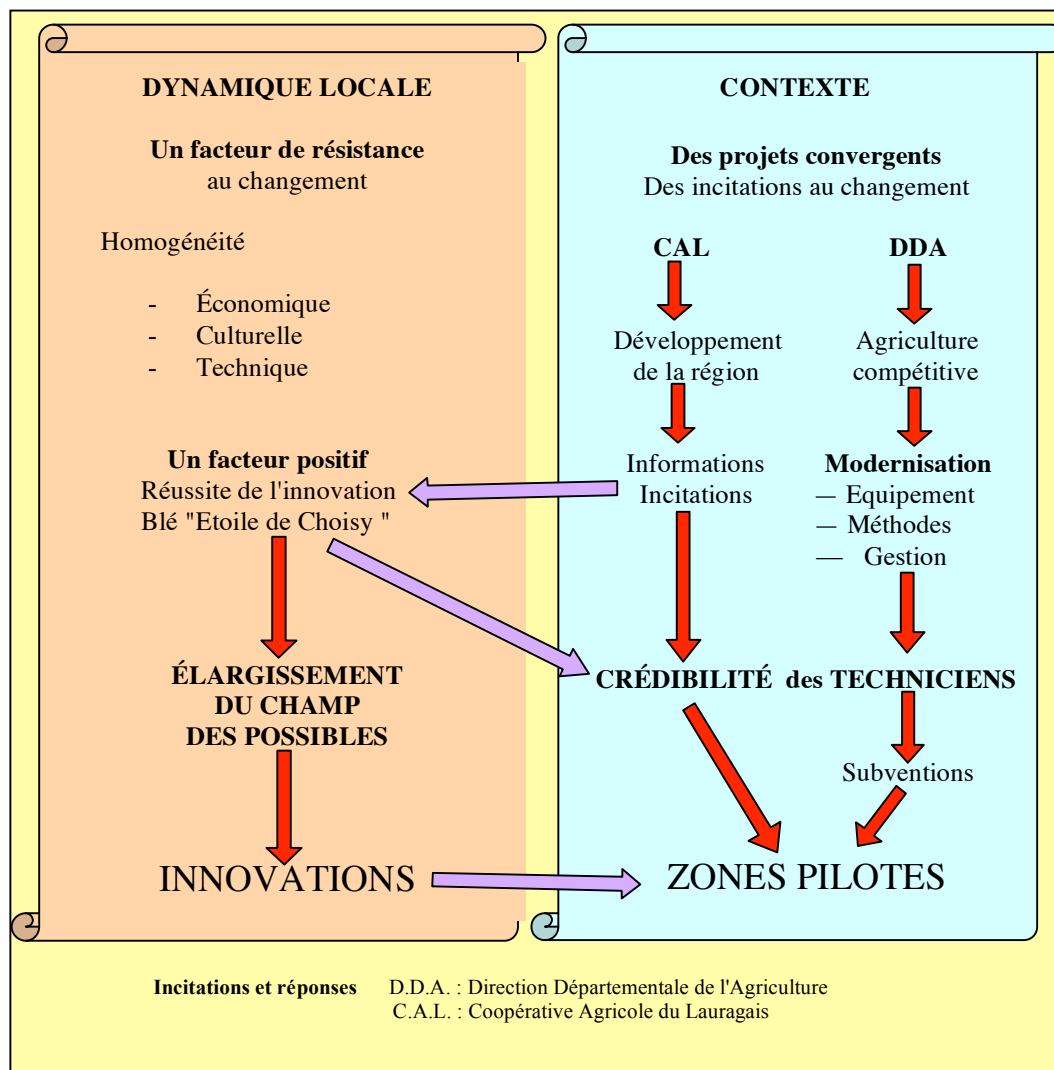 DYNAMIQUE LOCALE
Un facteur de résistance
au changement
Homogénéité
- Économique
- Culturelle
- Technique
Un facteur positif
Réussite de l'innovation
Blé "Etoile de Choisy "
ÉLARGISSEMENT
DU CHAMP
DES POSSIBLES
INNOVATIONS
CONTEXTE
Des projets convergents
Des incitations au changement
CAL
Développement
de la région
Informations
Incitations
DDA
Agriculture
compétitive
Modernisation
— Equipement
— Méthodes
— Gestion
CRÉDIBILITÉ des TECHNICIENS
Subventions
ZONES PILOTES
Incitations et réponses D.D.A. : Direction Départementale de l'Agriculture
C.A.L. : Coopérative Agricole du Lauragais